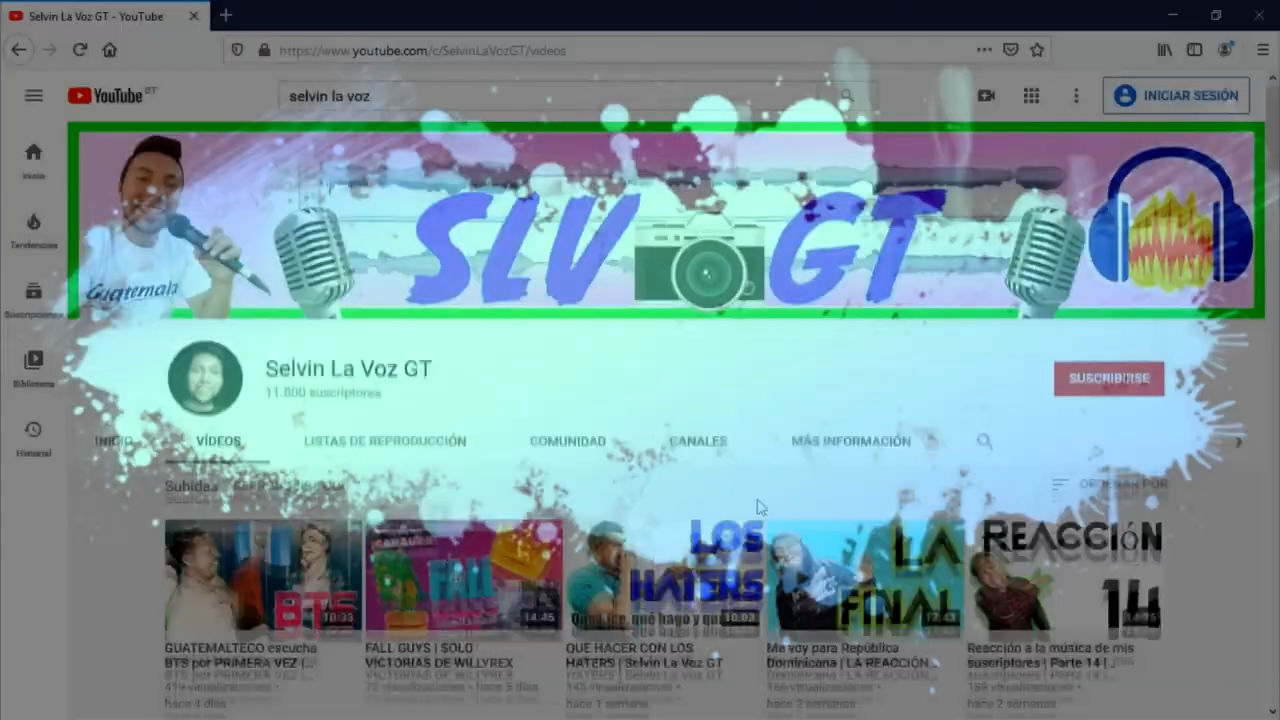 Selvin La Voz GT - YouTube
https://www.youtube.com/c/SelvinLaVozGT/videos
YouTube GT
selvin la voz
INICIAR SESIÓN
Inicio
Tendencias
Suscripciones
Biblioteca
Historial
Guatemala
SLV GT
Selvin La Voz GT
11.800 suscriptores
SUSCRIBIRSE
INICIO VÍDEOS LISTAS DE REPRODUCCIÓN COMUNIDAD CANALES MÁS INFORMACIÓN
Subidas
ORDENAR POR
BTS
10:33
FALL
14:45
LOS
HATERS
10:03
LA
FINAL
17:43
REACCIÓN
14
GUATEMALTECO escucha
BTS por PRIMERA VEZ |...
hace 4 días
FALL GUYS | SOLO
VICTORIAS DE WILLYREX
hace 5 días
QUE HACER CON LOS
HATERS | Selvin La Voz GT
hace 1 semana
Me voy para República
Dominicana | LA REACCIÓN...
hace 2 semanas
Reacción a la música de mis
suscriptores | Parte 14 |...
hace 2 semanas